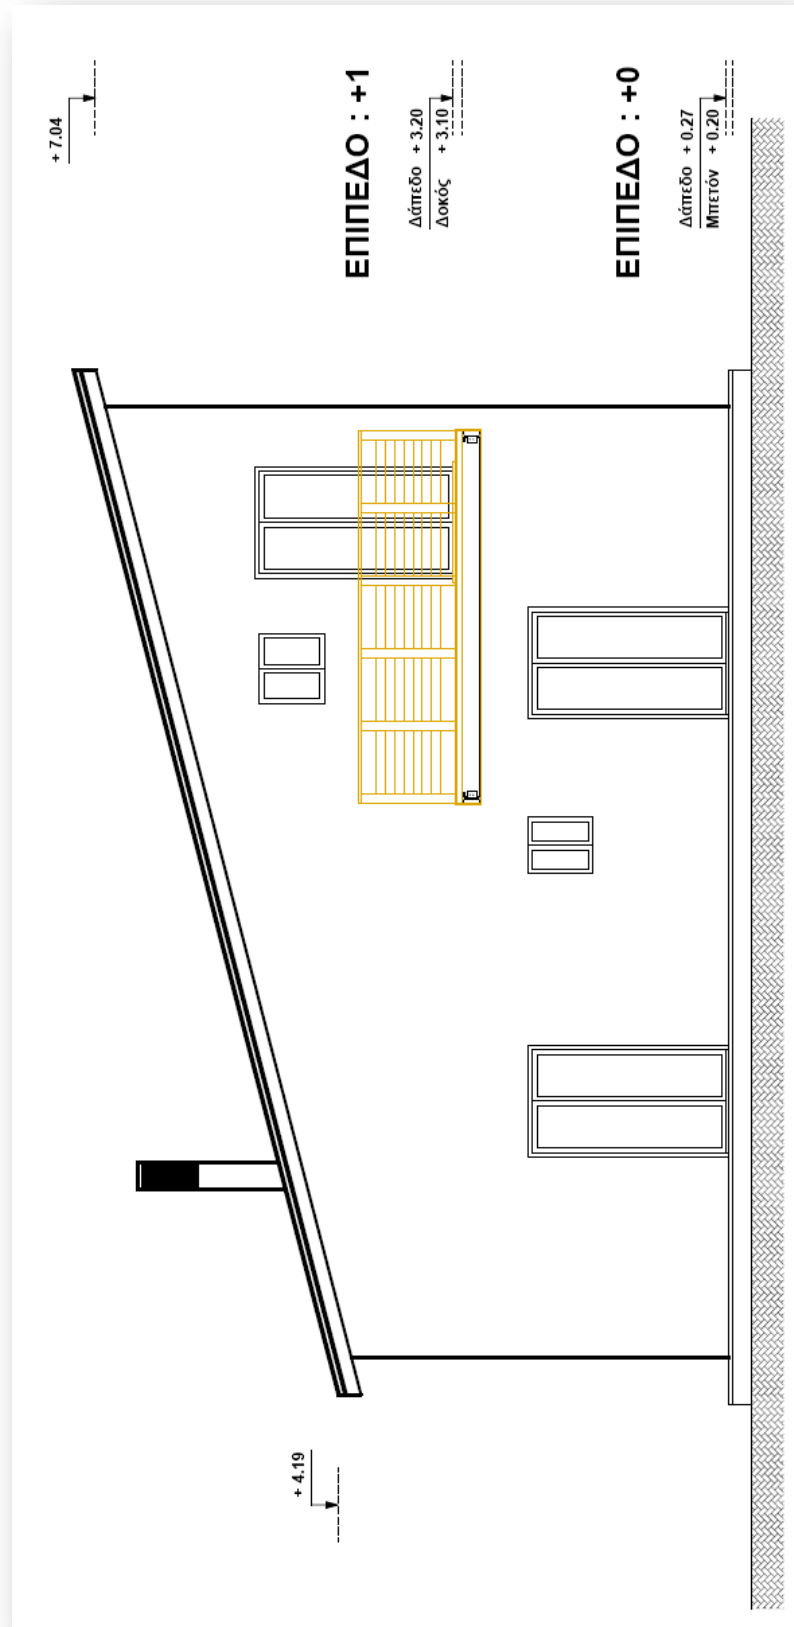 + 7.04
ΕΠΙΠΕΔΟ : +1
Δάπεδο + 3.20
Δοκός + 3.10
ΕΠΙΠΕΔΟ : +0
Δάπεδο + 0.27
Μπετόν + 0.20
+ 4.19